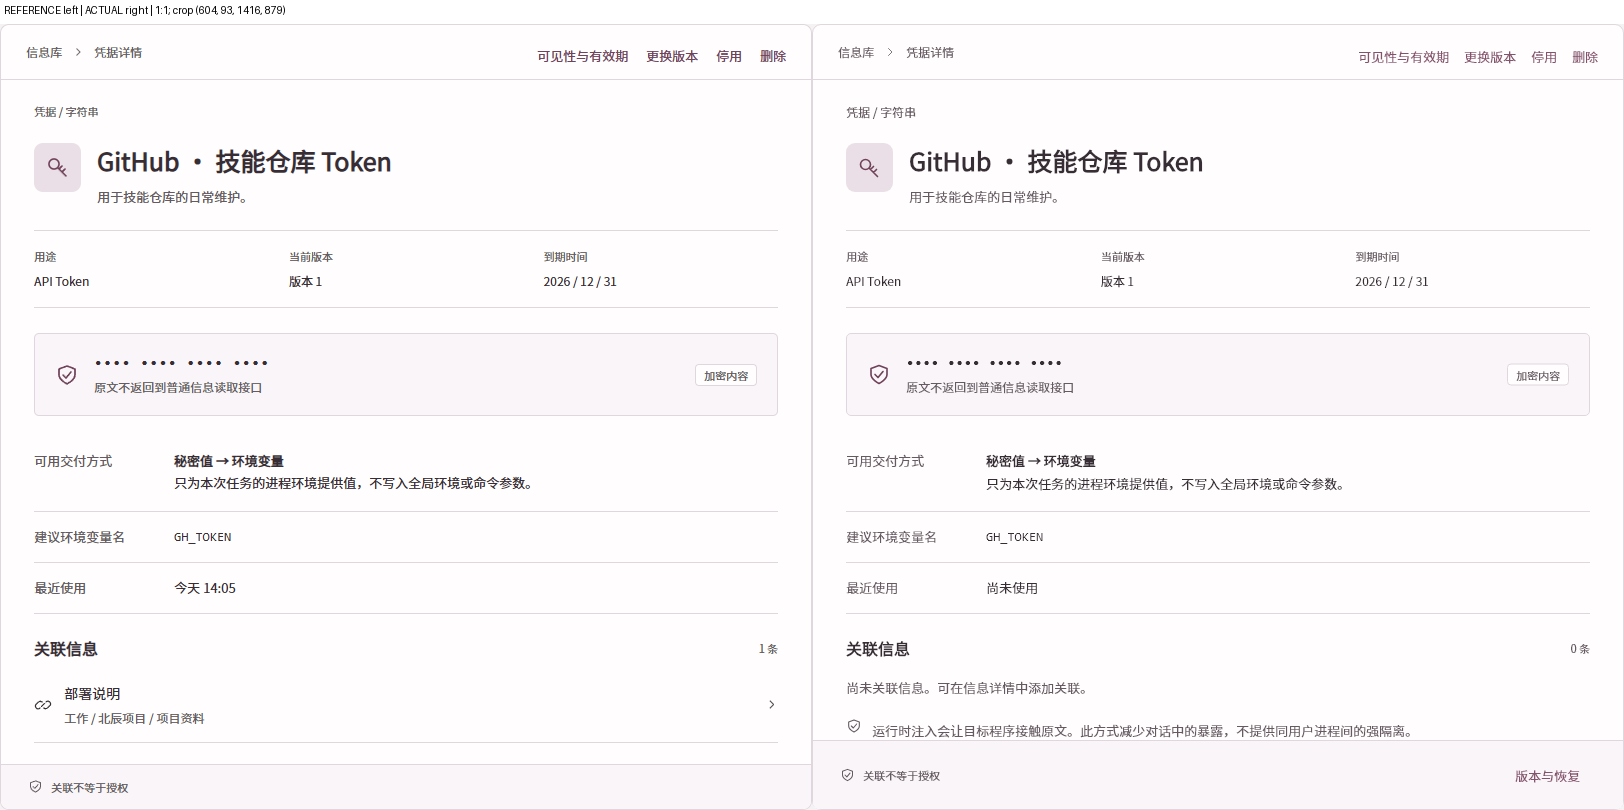 REFERENCE left | ACTUAL right | 1:1; crop (604, 93, 1416, 879)
信息库 > 凭据详情
可见性与有效期 更换版本 停用 删除
凭据 / 字符串
GitHub · 技能仓库 Token
用于技能仓库的日常维护。
用途 当前版本 到期时间
API Token 版本 1 2026 / 12 / 31
•••• •••• •••• ••••
原文不返回到普通信息读取接口
加密内容
可用交付方式 秘密值 → 环境变量
只为本次任务的进程环境提供值，不写入全局环境或命令参数。
建议环境变量名 GH_TOKEN
最近使用 今天 14:05
关联信息 1 条
部署说明
工作 / 北辰项目 / 项目资料
关联不等于授权
信息库 > 凭据详情
可见性与有效期 更换版本 停用 删除
凭据 / 字符串
GitHub · 技能仓库 Token
用于技能仓库的日常维护。
用途 当前版本 到期时间
API Token 版本 1 2026 / 12 / 31
•••• •••• •••• ••••
原文不返回到普通信息读取接口
加密内容
可用交付方式 秘密值 → 环境变量
只为本次任务的进程环境提供值，不写入全局环境或命令参数。
建议环境变量名 GH_TOKEN
最近使用 尚未使用
关联信息 0 条
尚未关联信息。可在信息详情中添加关联。
运行时注入会让目标程序接触原文。此方式减少对话中的暴露，不提供同用户进程间的强隔离。
关联不等于授权 版本与恢复